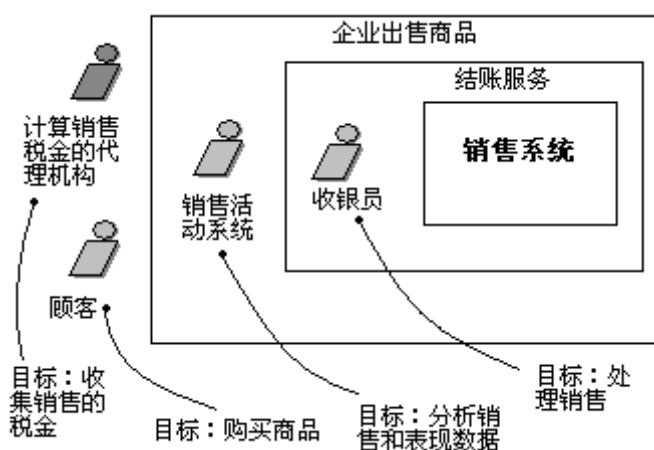 企业出售商品
结账服务
销售系统
计算销售
税金的代
理机构
销售活
动系统
收银员
顾客
目标：收
集销售的
税金
目标：购买商品
目标：分析销
售和表现数据
目标：处
理销售